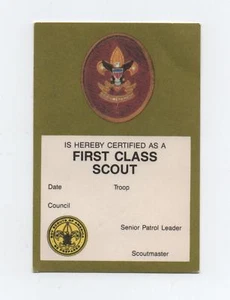 IS HEREBY CERTIFIED AS A
FIRST CLASS
SCOUT
Date Troop
Council
Senior Patrol Leader
Scoutmaster